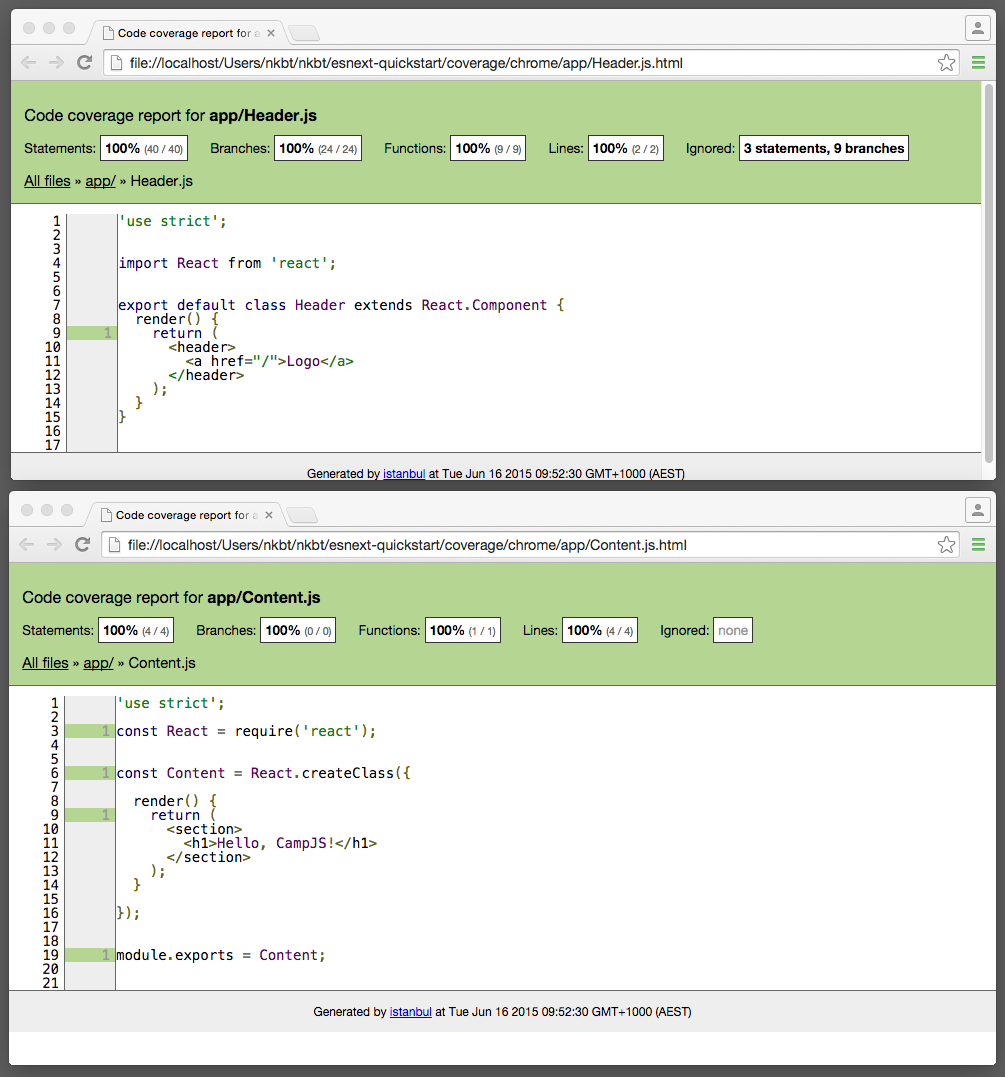 Code coverage report for a
file://localhost/Users/nkbt/nkbt/esnext-quickstart/coverage/chrome/app/Header.js.html
Code coverage report for app/Header.js
Statements: 100% (40 / 40) Branches: 100% (24 / 24) Functions: 100% (9 / 9) Lines: 100% (2 / 2) Ignored: 3 statements, 9 branches
All files » app/ » Header.js
1 'use strict';
2
3
4 import React from 'react';
5
6
7 export default class Header extends React.Component {
8 render() {
9 1 return (
10 <header>
11 <a href="/">Logo</a>
12 </header>
13 );
14 }
15 }
16
17
Generated by istanbul at Tue Jun 16 2015 09:52:30 GMT+1000 (AEST)
Code coverage report for a
file://localhost/Users/nkbt/nkbt/esnext-quickstart/coverage/chrome/app/Content.js.html
Code coverage report for app/Content.js
Statements: 100% (4 / 4) Branches: 100% (0 / 0) Functions: 100% (1 / 1) Lines: 100% (4 / 4) Ignored: none
All files » app/ » Content.js
1 'use strict';
2
3 1 const React = require('react');
4
5
6 1 const Content = React.createClass({
7
8 render() {
9 1 return (
10 <section>
11 <h1>Hello, CampJS!</h1>
12 </section>
13 );
14 }
15
16 });
17
18
19 1 module.exports = Content;
20
21
Generated by istanbul at Tue Jun 16 2015 09:52:30 GMT+1000 (AEST)